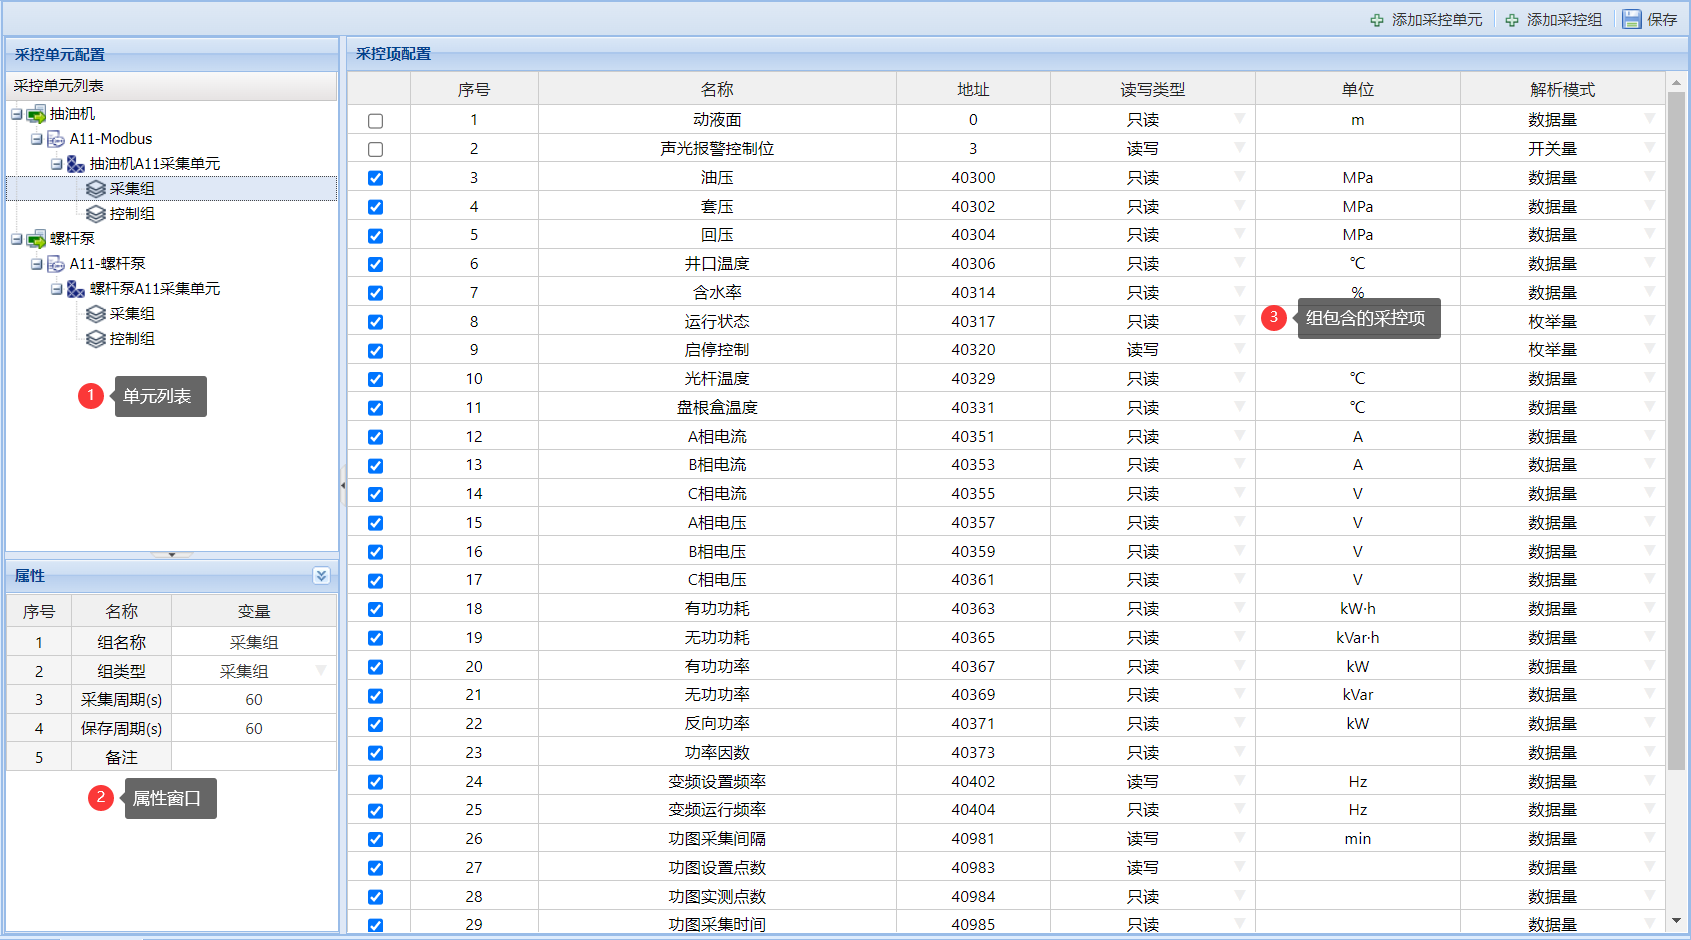 添加采控单元 添加采控组 保存
采控单元配置
采控单元列表
抽油机
A11-Modbus
抽油机A11采集单元
采集组
控制组
螺杆泵
A11-螺杆泵
螺杆泵A11采集单元
采集组
控制组
1 单元列表
属性
序号 名称 变量
1 组名称 采集组
2 组类型 采集组
3 采集周期(s) 60
4 保存周期(s) 60
5 备注
2 属性窗口
采控项配置
序号 名称 地址 读写类型 单位 解析模式
1 动液面 0 只读 m 数据量
2 声光报警控制位 3 读写 开关量
3 油压 40300 只读 MPa 数据量
4 套压 40302 只读 MPa 数据量
5 回压 40304 只读 MPa 数据量
6 井口温度 40306 只读 ℃ 数据量
7 含水率 40314 只读 % 数据量
8 运行状态 40317 只读 枚举量
3 组包含的采控项
9 启停控制 40320 读写 枚举量
10 光杆温度 40329 只读 ℃ 数据量
11 盘根盒温度 40331 只读 ℃ 数据量
12 A相电流 40351 只读 A 数据量
13 B相电流 40353 只读 A 数据量
14 C相电流 40355 只读 V 数据量
15 A相电压 40357 只读 V 数据量
16 B相电压 40359 只读 V 数据量
17 C相电压 40361 只读 V 数据量
18 有功功耗 40363 只读 kW·h 数据量
19 无功功耗 40365 只读 kVar·h 数据量
20 有功功率 40367 只读 kW 数据量
21 无功功率 40369 只读 kVar 数据量
22 反向功率 40371 只读 kW 数据量
23 功率因数 40373 只读 数据量
24 变频设置频率 40402 读写 Hz 数据量
25 变频运行频率 40404 只读 Hz 数据量
26 功图采集间隔 40981 读写 min 数据量
27 功图设置点数 40983 读写 数据量
28 功图实测点数 40984 只读 数据量
29 功图采集时间 40985 只读 数据量